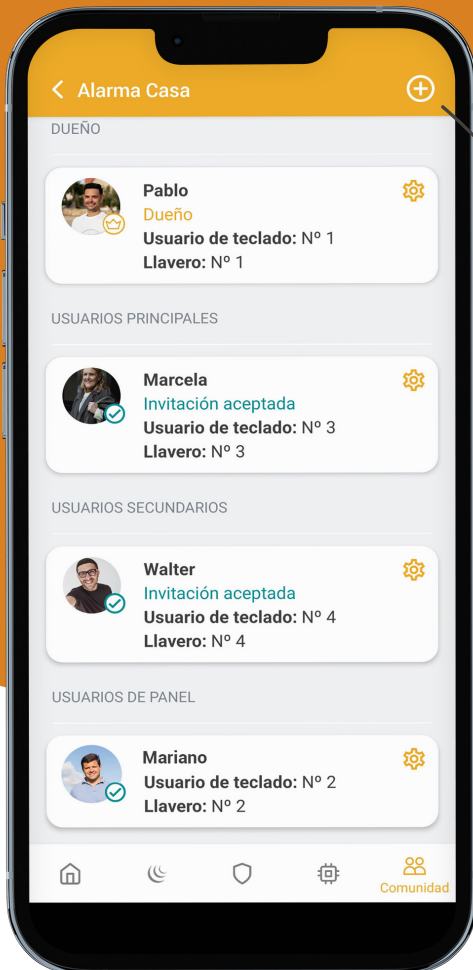 Alarma Casa
DUEÑO
Pablo
Dueño
Usuario de teclado: Nº 1
Llavero: Nº 1
USUARIOS PRINCIPALES
Marcela
Invitación aceptada
Usuario de teclado: Nº 3
Llavero: Nº 3
USUARIOS SECUNDARIOS
Walter
Invitación aceptada
Usuario de teclado: Nº 4
Llavero: Nº 4
USUARIOS DE PANEL
Mariano
Usuario de teclado: Nº 2
Llavero: Nº 2
Comunidad